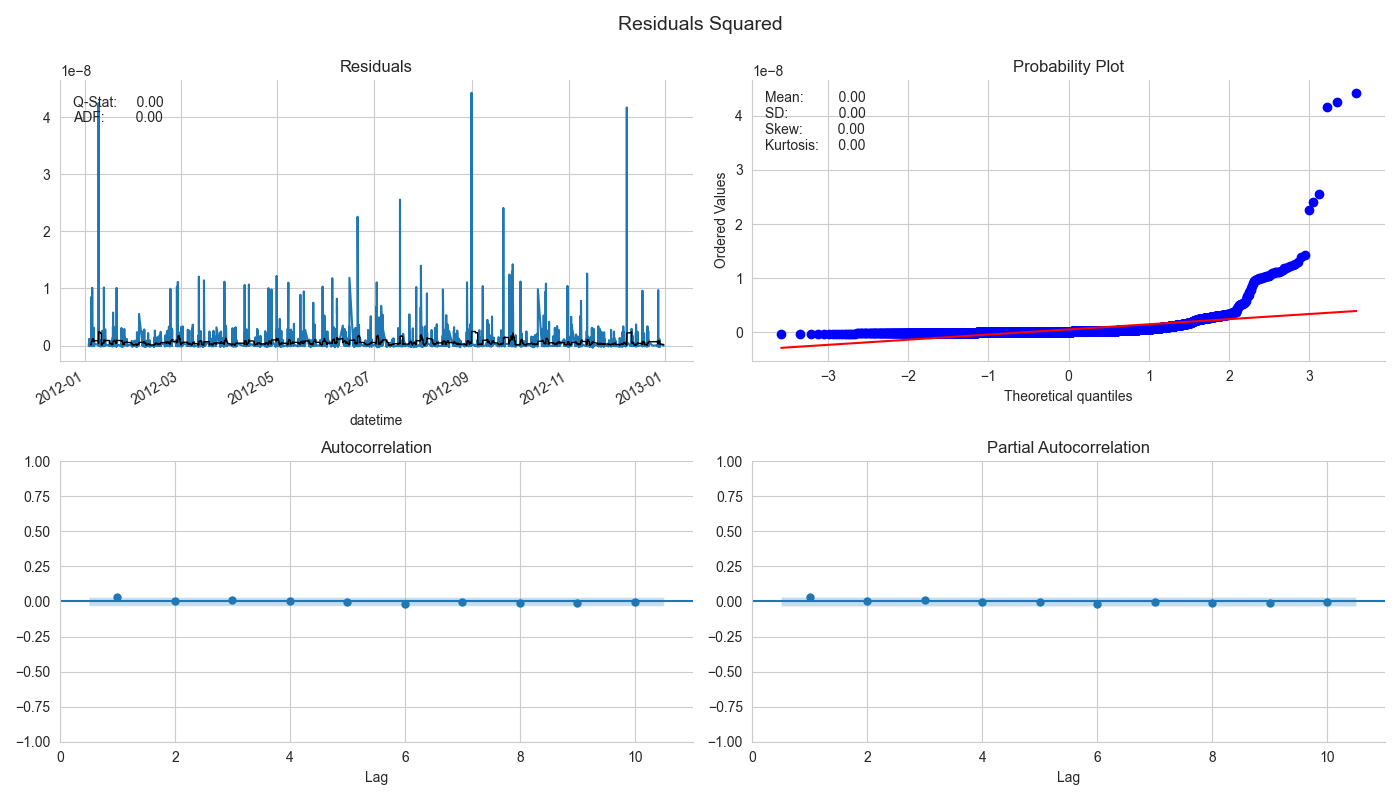 Residuals Squared
Residuals
1e−8
Q-Stat: 0.00
ADF: 0.00
4
3
2
1
0
2012-01
2012-03
2012-05
2012-07
2012-09
2012-11
2013-01
datetime
Probability Plot
1e−8
Mean: 0.00
SD: 0.00
Skew: 0.00
Kurtosis: 0.00
Ordered Values
4
3
2
1
0
−3 −2 −1 0 1 2 3
Theoretical quantiles
Autocorrelation
1.00
0.75
0.50
0.25
0.00
−0.25
−0.50
−0.75
−1.00
0 2 4 6 8 10
Lag
Partial Autocorrelation
1.00
0.75
0.50
0.25
0.00
−0.25
−0.50
−0.75
−1.00
0 2 4 6 8 10
Lag